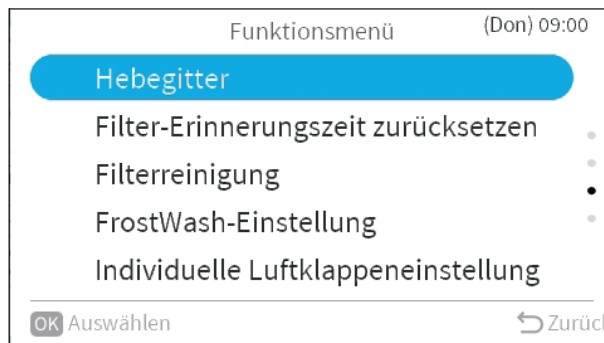 Funktionsmenü (Don) 09:00
Hebegitter
Filter-Erinnerungszeit zurücksetzen
Filterreinigung
FrostWash-Einstellung
Individuelle Luftklappeneinstellung
OK Auswählen Zurück